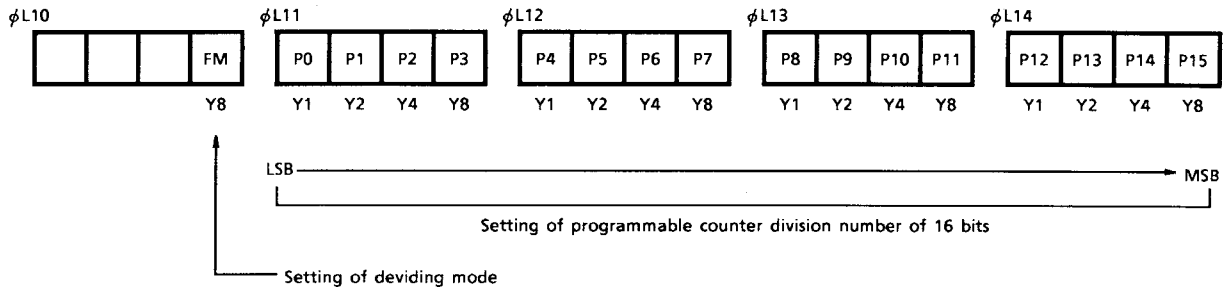 φL10 φL11 φL12 φL13 φL14
FM P0 P1 P2 P3 P4 P5 P6 P7 P8 P9 P10 P11 P12 P13 P14 P15
Y8 Y1 Y2 Y4 Y8 Y1 Y2 Y4 Y8 Y1 Y2 Y4 Y8 Y1 Y2 Y4 Y8
LSB MSB
Setting of programmable counter division number of 16 bits
Setting of deviding mode